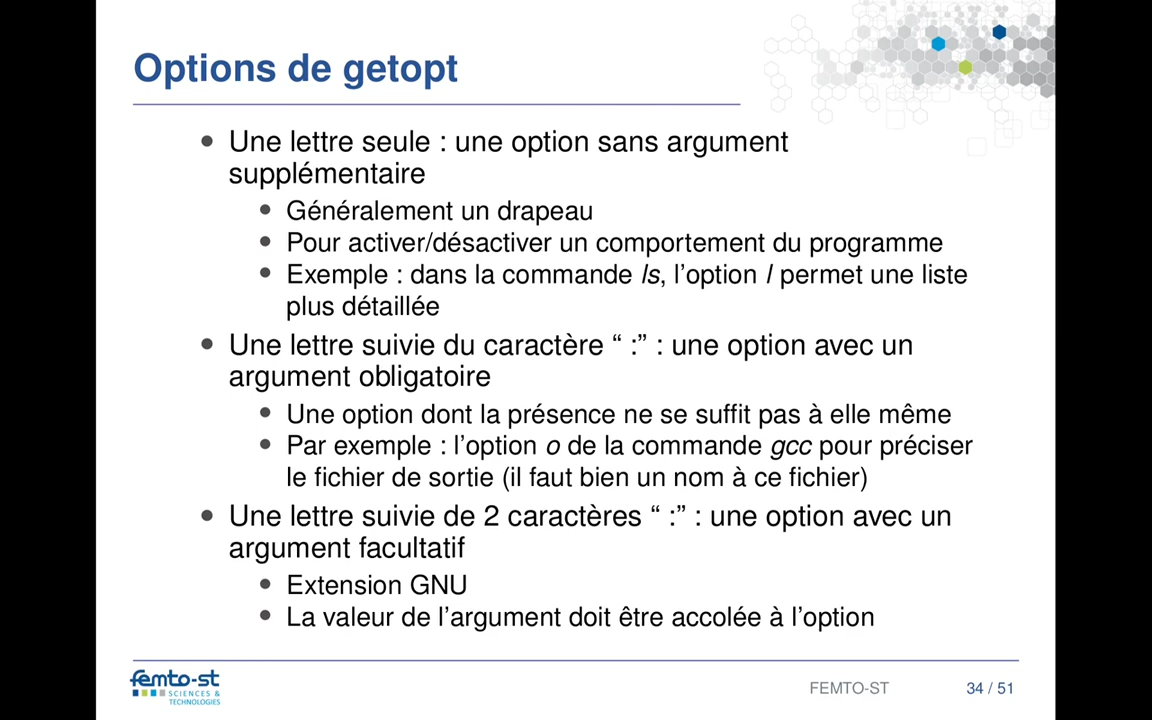 Options de getopt
Une lettre seule : une option sans argument
supplémentaire
Généralement un drapeau
Pour activer/désactiver un comportement du programme
Exemple : dans la commande ls, l’option l permet une liste
plus détaillée
Une lettre suivie du caractère “ :” : une option avec un
argument obligatoire
Une option dont la présence ne se suffit pas à elle même
Par exemple : l’option o de la commande gcc pour préciser
le fichier de sortie (il faut bien un nom à ce fichier)
Une lettre suivie de 2 caractères “ :” : une option avec un
argument facultatif
Extension GNU
La valeur de l’argument doit être accolée à l’option
femto-st
SCIENCES &
TECHNOLOGIES
FEMTO-ST 34 / 51